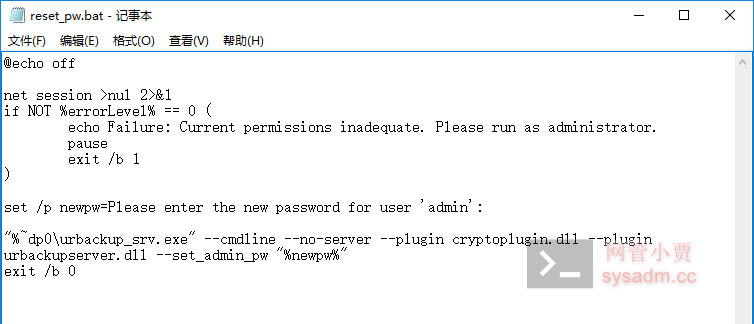 reset_pw.bat - 记事本
文件(F) 编辑(E) 格式(O) 查看(V) 帮助(H)
@echo off
net session >nul 2>&1
if NOT %errorLevel% == 0 (
echo Failure: Current permissions inadequate. Please run as administrator.
pause
exit /b 1
)
set /p newpw=Please enter the new password for user 'admin':
"%~dp0\urbackup_srv.exe" --cmdline --no-server --plugin cryptoplugin.dll --plugin
urbackupserver.dll --set_admin_pw "%newpw%"
exit /b 0
网管小贾
sysadm.cc